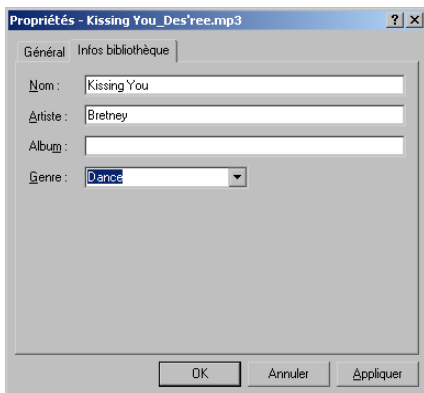 Propriétés - Kissing You_Des'ree.mp3
Général Infos bibliothèque
Nom : Kissing You
Artiste : Bretney
Album :
Genre : Dance
OK Annuler Appliquer